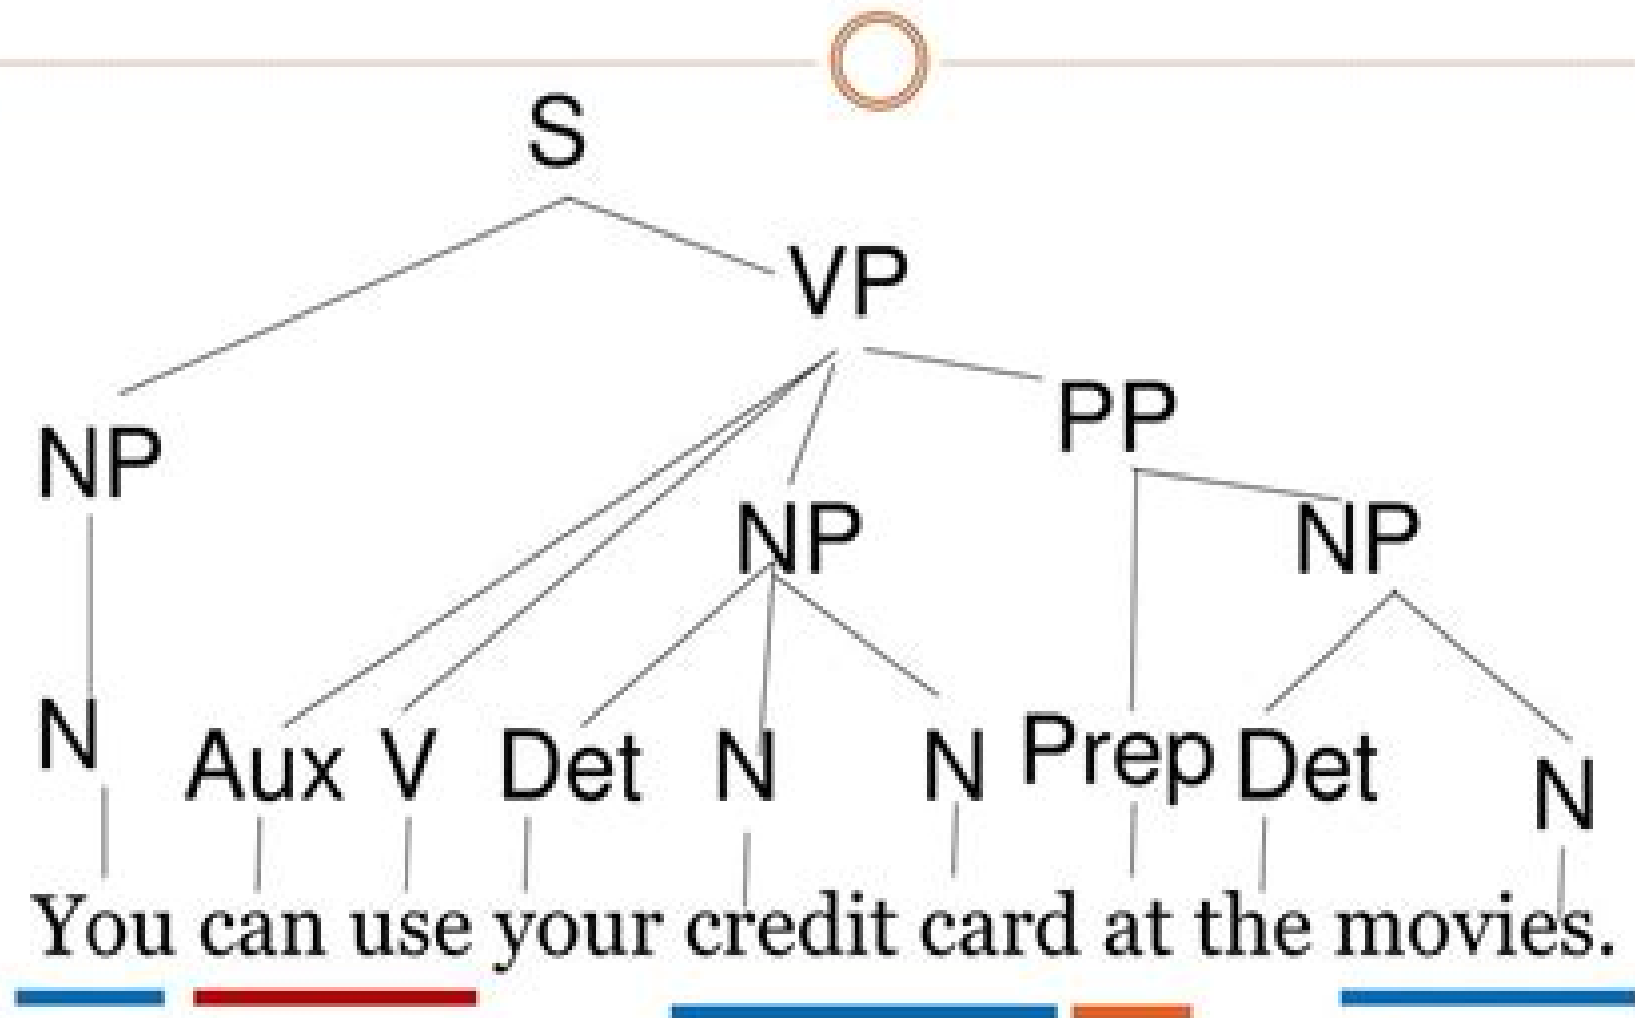 S
VP
PP
NP
NP NP
N Aux V Det N N Prep Det N
You can use your credit card at the movies.